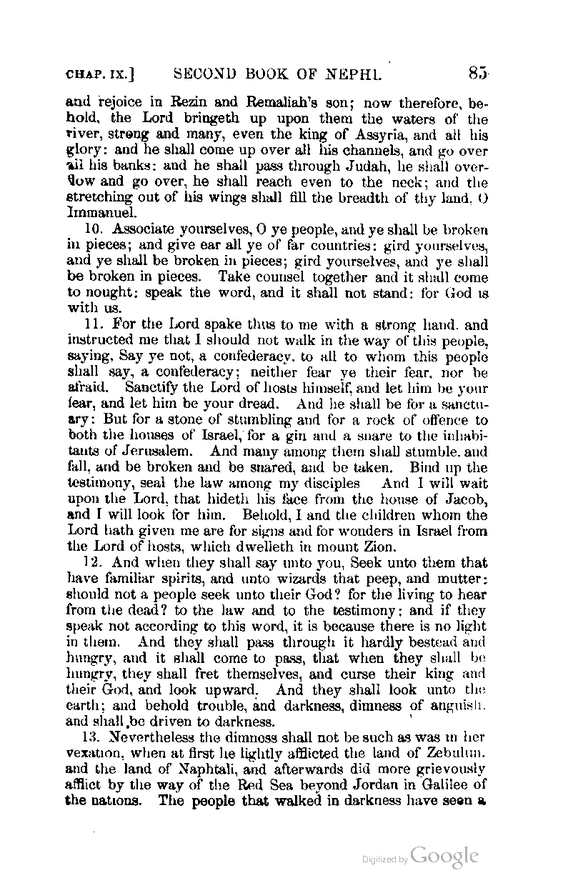 CHAP. IX.] SECOND BOOK OF NEPHI. 85
and rejoice in Rezin and Remaliah's son; now therefore, be-
hold, the Lord bringeth up upon them the waters of the
river, strong and many, even the king of Assyria, and all his
glory: and he shall come up over all his channels, and go over
all his banks: and he shall pass through Judah, he shall over-
flow and go over, he shall reach even to the neck; and the
stretching out of his wings shall fill the breadth of thy land, O
Immanuel.
10. Associate yourselves, O ye people, and ye shall be broken
in pieces; and give ear all ye of far countries: gird yourselves,
and ye shall be broken in pieces; gird yourselves, and ye shall
be broken in pieces. Take counsel together and it shall come
to nought; speak the word, and it shall not stand: for God is
with us.
11. For the Lord spake thus to me with a strong hand, and
instructed me that I should not walk in the way of this people,
saying, Say ye not, a confederacy, to all to whom this people
shall say, a confederacy; neither fear ye their fear, nor be
afraid. Sanctify the Lord of hosts himself, and let him be your
fear, and let him be your dread. And he shall be for a sanctu-
ary: But for a stone of stumbling and for a rock of offence to
both the houses of Israel, for a gin and a snare to the inhabi-
tants of Jerusalem. And many among them shall stumble, and
fall, and be broken and be snared, and be taken. Bind up the
testimony, seal the law among my disciples And I will wait
upon the Lord, that hideth his face from the house of Jacob,
and I will look for him. Behold, I and the children whom the
Lord hath given me are for signs and for wonders in Israel from
the Lord of hosts, which dwelleth in mount Zion.
12. And when they shall say unto you, Seek unto them that
have familiar spirits, and unto wizards that peep, and mutter:
should not a people seek unto their God? for the living to hear
from the dead? to the law and to the testimony; and if they
speak not according to this word, it is because there is no light
in them. And they shall pass through it hardly bestead and
hungry, and it shall come to pass, that when they shall be
hungry, they shall fret themselves, and curse their king and
their God, and look upward. And they shall look unto the
earth; and behold trouble, and darkness, dimness of anguish,
and shall be driven to darkness.
13. Nevertheless the dimness shall not be such as was in her
vexation, when at first he lightly afflicted the land of Zebulun,
and the land of Naphtali, and afterwards did more grievously
afflict by the way of the Red Sea beyond Jordan in Galilee of
the nations. The people that walked in darkness have seen a
Digitized by Google